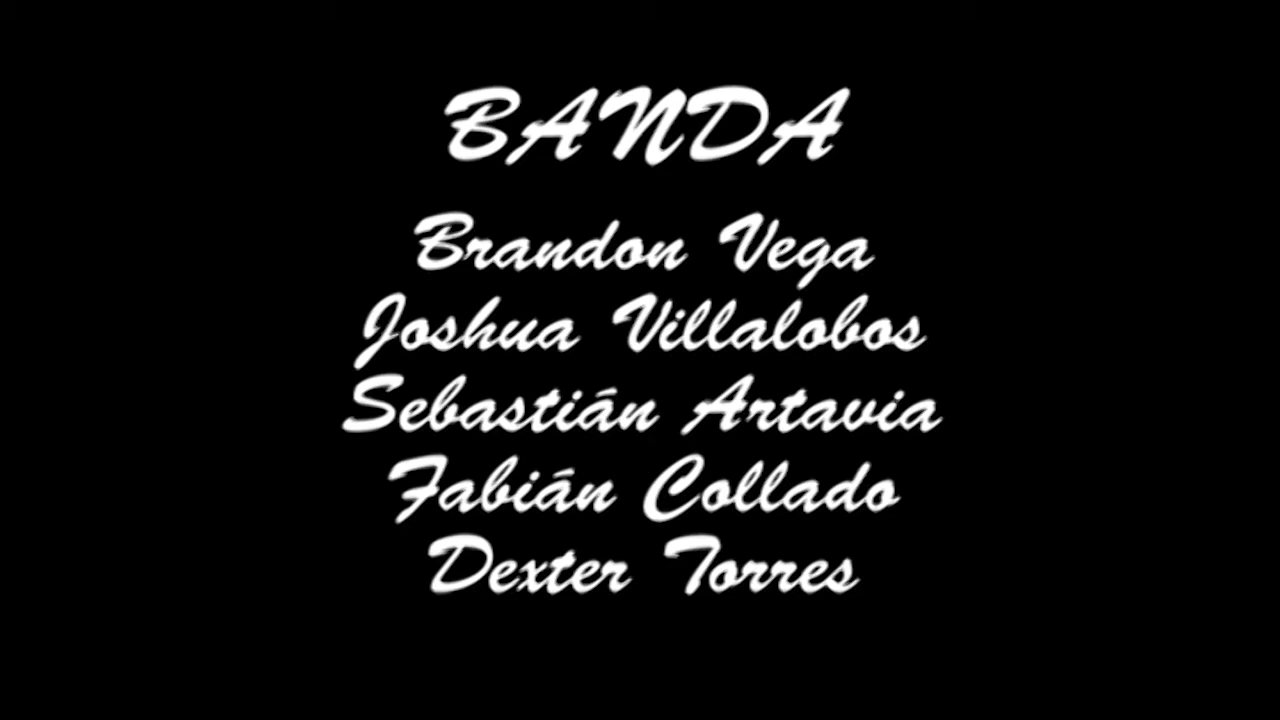 BANDA
Brandon Vega
Joshua Villalobos
Sebastián Artavia
Fabián Collado
Dexter Torres